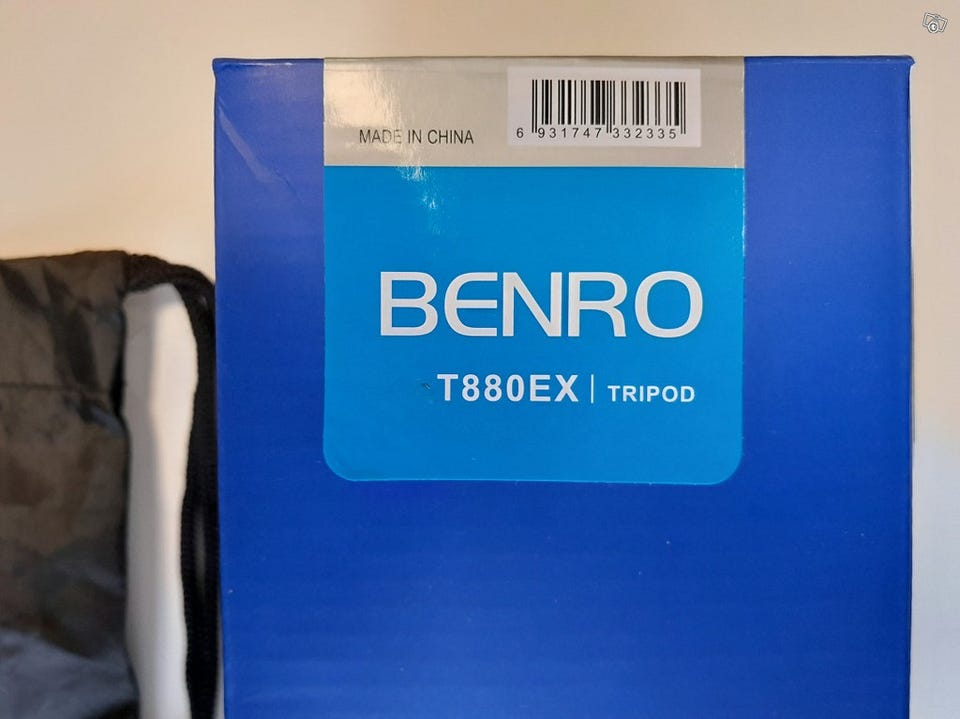 MADE IN CHINA
6 931747 332335
BENRO
T880EX | TRIPOD